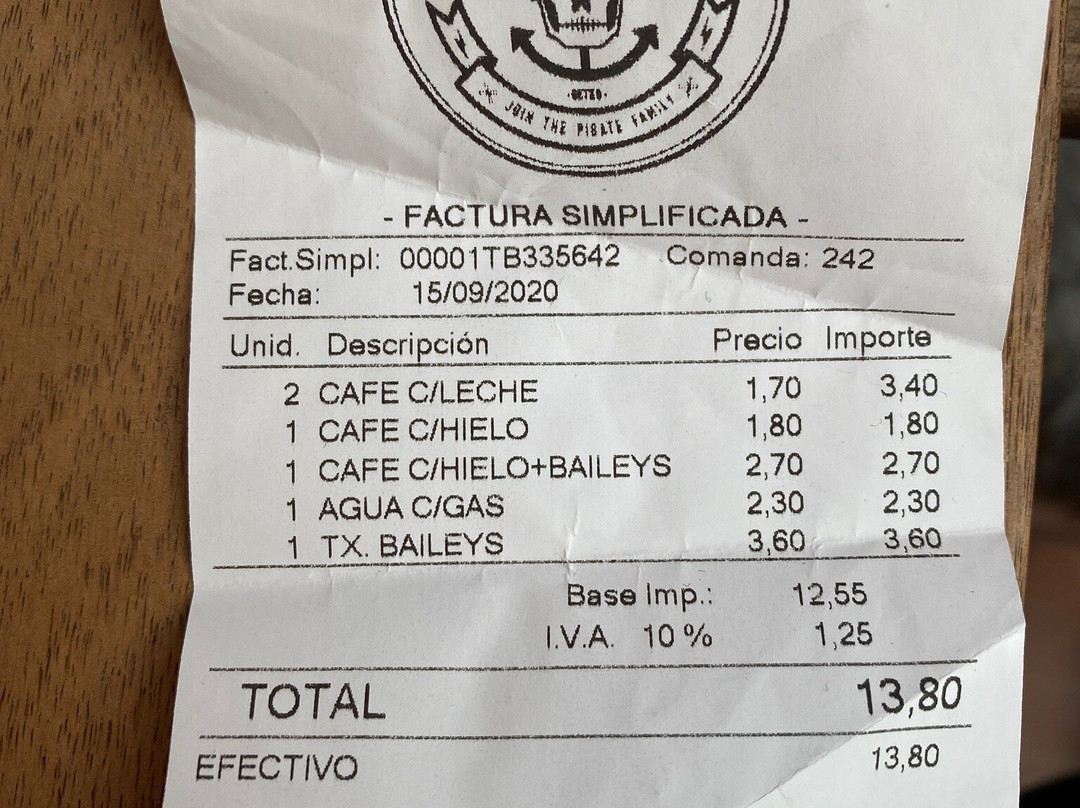 JOIN THE PIRATE FAMILY
- FACTURA SIMPLIFICADA -
Fact.Simpl: 00001TB335642 Comanda: 242
Fecha: 15/09/2020
Unid. Descripción Precio Importe
2 CAFE C/LECHE 1,70 3,40
1 CAFE C/HIELO 1,80 1,80
1 CAFE C/HIELO+BAILEYS 2,70 2,70
1 AGUA C/GAS 2,30 2,30
1 TX. BAILEYS 3,60 3,60
Base Imp.: 12,55
I.V.A. 10 % 1,25
TOTAL 13,80
EFECTIVO 13,80